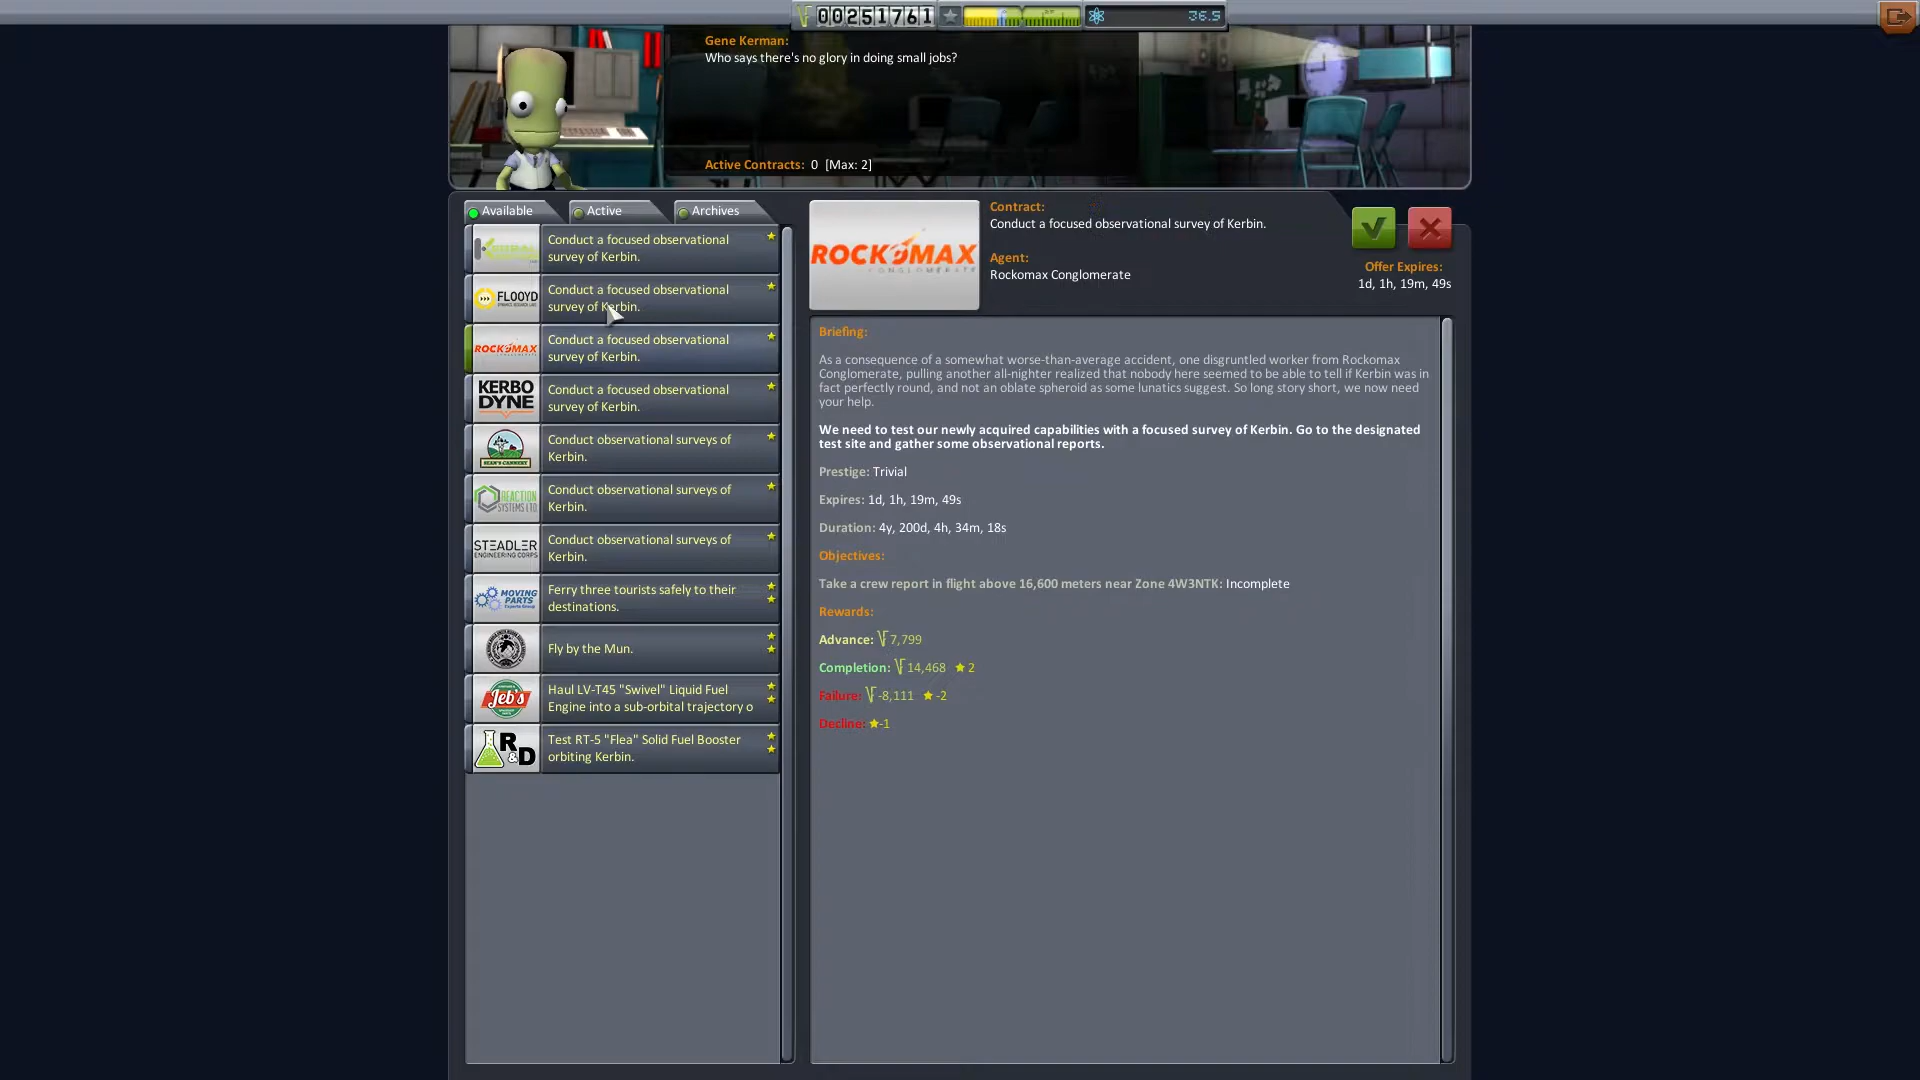 00251761
36.5
Gene Kerman:
Who says there's no glory in doing small jobs?
Active Contracts: 0 [Max: 2]
Available
Active
Archives
Conduct a focused observational
survey of Kerbin.
FLOOYD
Conduct a focused observational
survey of Kerbin.
ROCKOMAX
Conduct a focused observational
survey of Kerbin.
KERBO
DYNE
Conduct a focused observational
survey of Kerbin.
SEAN'S CANNERY
Conduct observational surveys of
Kerbin.
REACTION
SYSTEMS LTD
Conduct observational surveys of
Kerbin.
STEADLER
ENGINEERING CORPS
Conduct observational surveys of
Kerbin.
MOVING
PARTS
Experts Group
Ferry three tourists safely to their
destinations.
Fly by the Mun.
Jeb's
Haul LV-T45 "Swivel" Liquid Fuel
Engine into a sub-orbital trajectory o
R&D
Test RT-5 "Flea" Solid Fuel Booster
orbiting Kerbin.
ROCKOMAX
CONGLOMERATE
Contract:
Conduct a focused observational survey of Kerbin.
Agent:
Rockomax Conglomerate
Offer Expires:
1d, 1h, 19m, 49s
Briefing:
As a consequence of a somewhat worse-than-average accident, one disgruntled worker from Rockomax
Conglomerate, pulling another all-nighter realized that nobody here seemed to be able to tell if Kerbin was in
fact perfectly round, and not an oblate spheroid as some lunatics suggest. So long story short, we now need
your help.
We need to test our newly acquired capabilities with a focused survey of Kerbin. Go to the designated
test site and gather some observational reports.
Prestige: Trivial
Expires: 1d, 1h, 19m, 49s
Duration: 4y, 200d, 4h, 34m, 18s
Objectives:
Take a crew report in flight above 16,600 meters near Zone 4W3NTK: Incomplete
Rewards:
Advance: 7,799
Completion: 14,468 2
Failure: -8,111 -2
Decline: -1